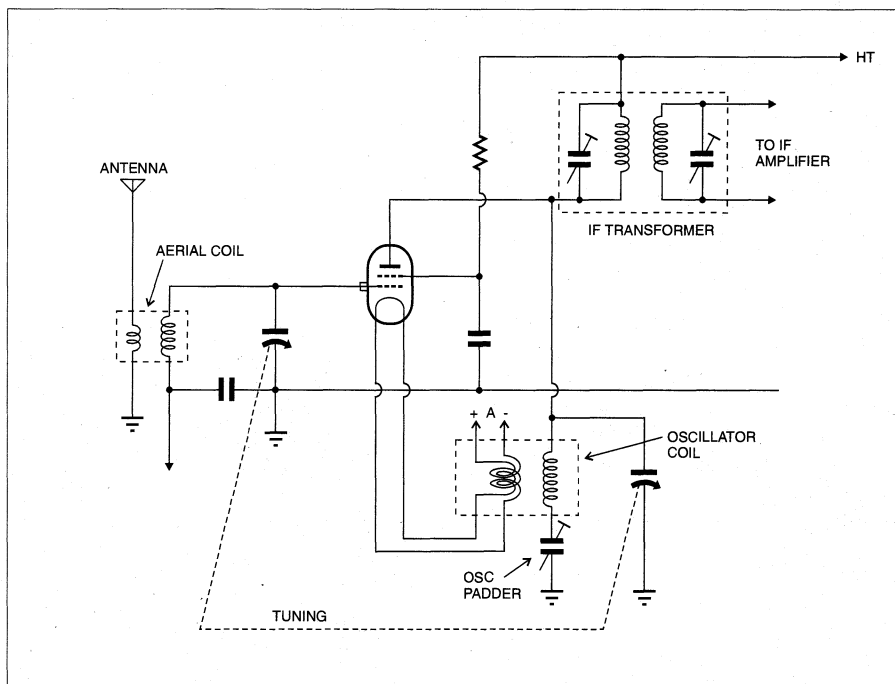 HT
TO IF
AMPLIFIER
ANTENNA
IF TRANSFORMER
AERIAL COIL
+ A -
OSCILLATOR
COIL
OSC
PADDER
TUNING